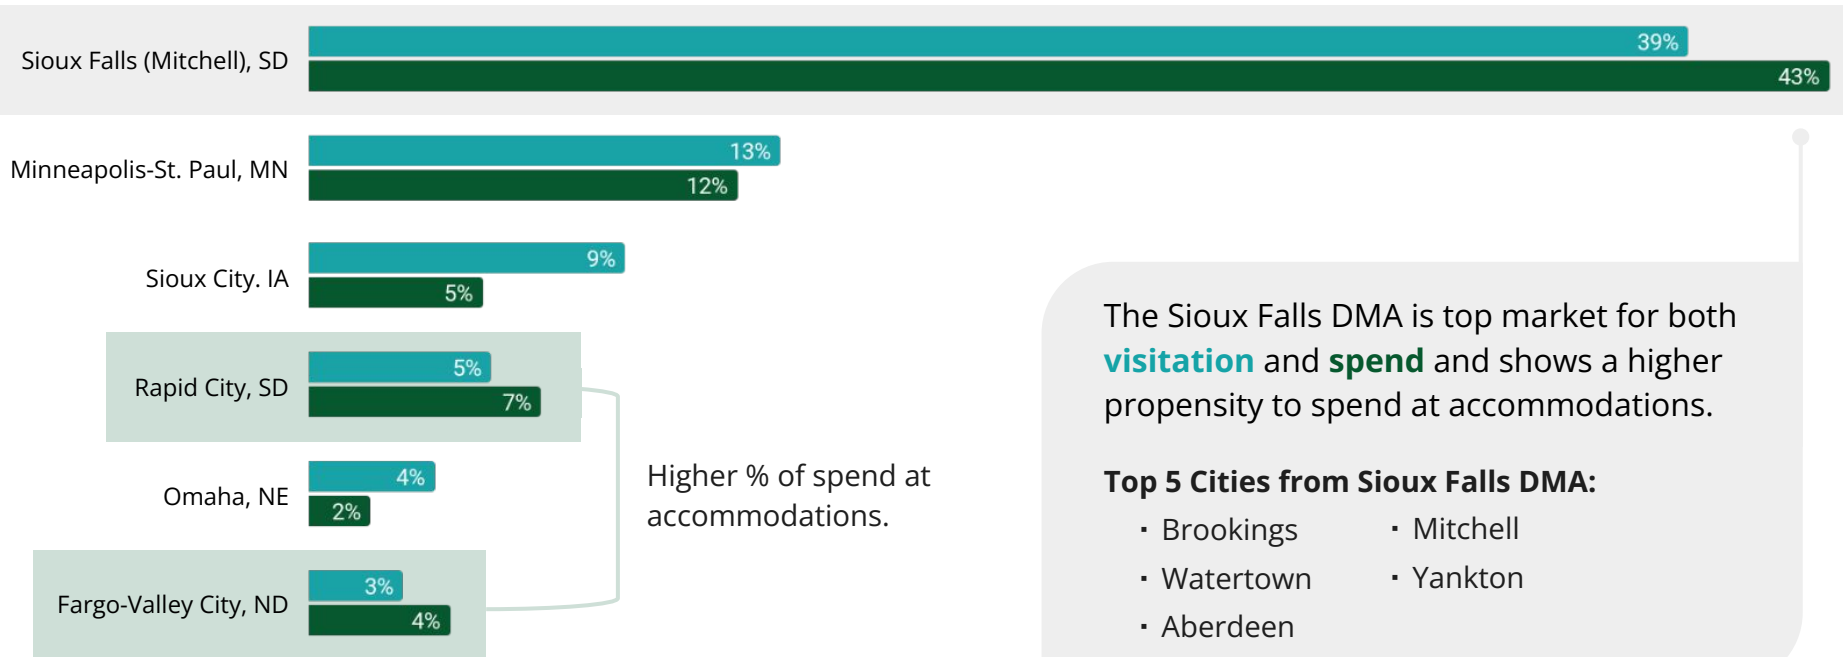 Sioux Falls (Mitchell), SD
39%
43%
Minneapolis-St. Paul, MN
13%
12%
Sioux City. IA
9%
5%
Rapid City, SD
5%
7%
Omaha, NE
4%
2%
Fargo-Valley City, ND
3%
4%
Higher % of spend at
accommodations.
The Sioux Falls DMA is top market for both
visitation and spend and shows a higher
propensity to spend at accommodations.
Top 5 Cities from Sioux Falls DMA:
▪ Brookings
▪ Watertown
▪ Aberdeen
▪ Mitchell
▪ Yankton